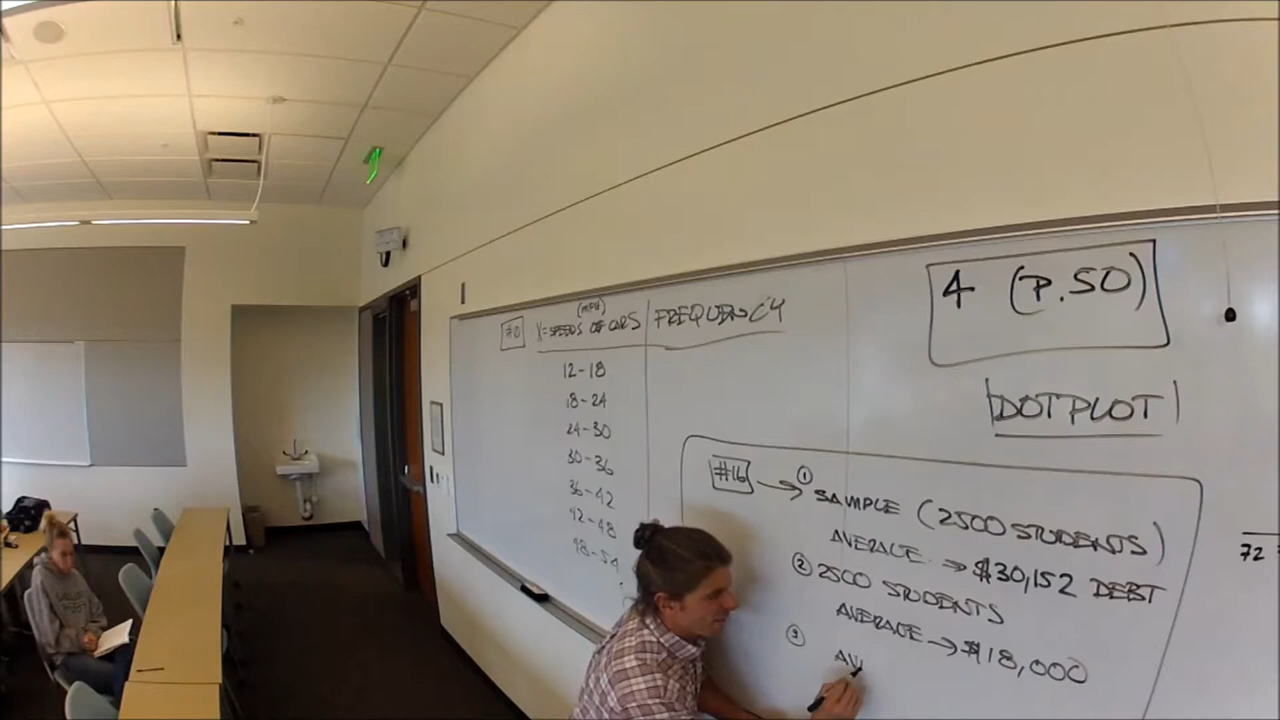 #10
(MPH)
X=SPEEDS OF CARS
FREQUENCY
12-18
18-24
24-30
30-36
36-42
42-48
48-54
4 (P.50)
DOTPLOT
#16 → ① SAMPLE (2500 STUDENTS)
AVERAGE → $30,152 DEBT
② 2500 STUDENTS
AVERAGE → $18,000
③
AV
72